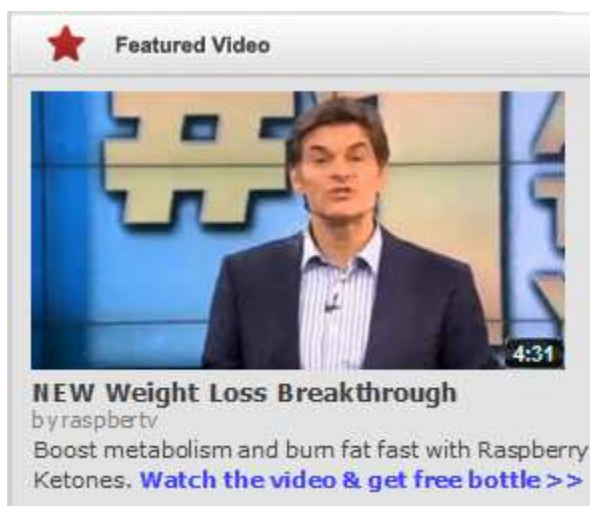 Featured Video
#
4:31
NEW Weight Loss Breakthrough
by raspbertv
Boost metabolism and burn fat fast with Raspberry
Ketones. Watch the video & get free bottle >>